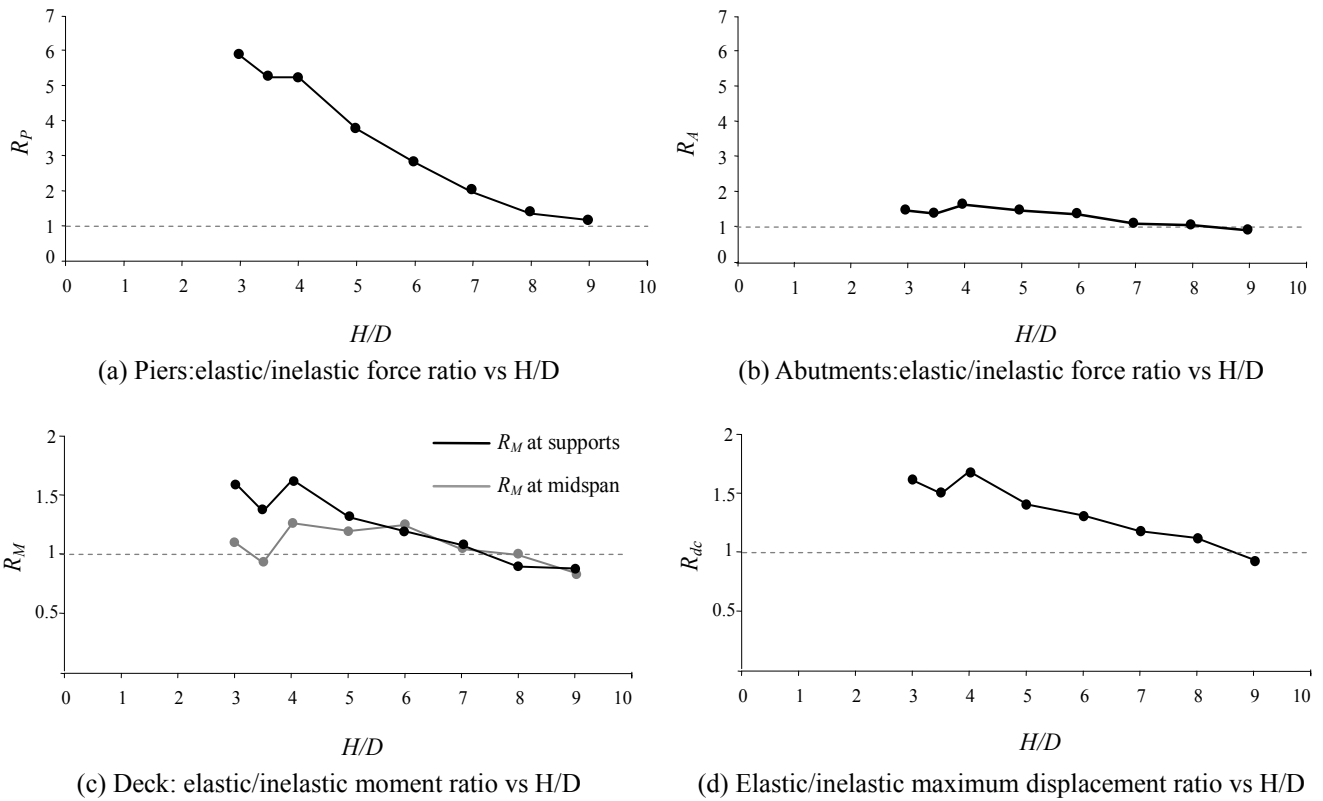 7
6
5
4
3
2
1
0
R_P
0 1 2 3 4 5 6 7 8 9 10
H/D
(a) Piers:elastic/inelastic force ratio vs H/D
7
6
5
4
3
2
1
0
R_A
0 1 2 3 4 5 6 7 8 9 10
H/D
(b) Abutments:elastic/inelastic force ratio vs H/D
2
1.5
1
0.5
R_M
R_M at supports
R_M at midspan
0 1 2 3 4 5 6 7 8 9 10
H/D
(c) Deck: elastic/inelastic moment ratio vs H/D
2
1.5
1
0.5
R_dc
0 1 2 3 4 5 6 7 8 9 10
H/D
(d) Elastic/inelastic maximum displacement ratio vs H/D